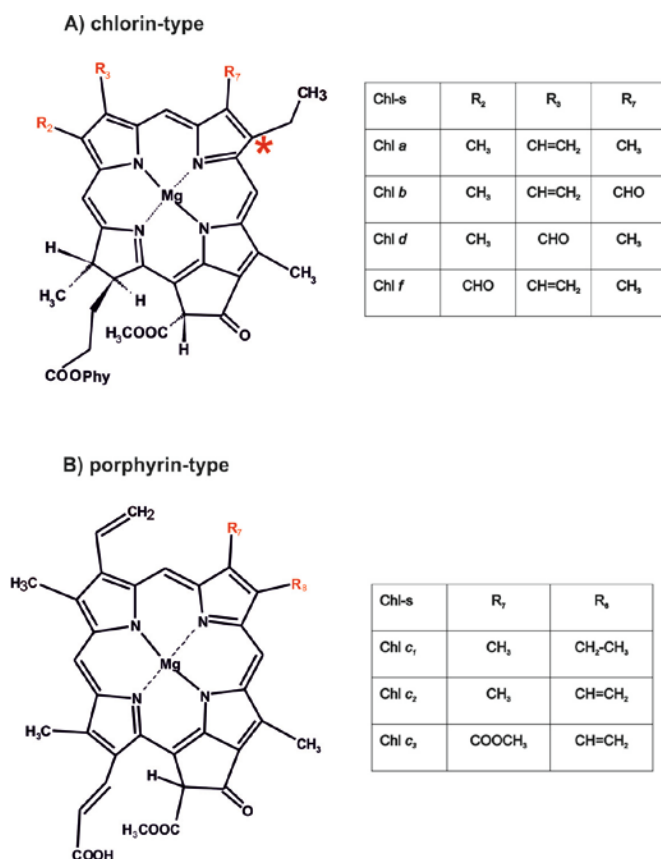 A) chlorin-type
R₃
R₇
CH₃
R₂
*
N
N
Mg
N
N
H
H₃C
H
CH₃
H₃COOC
H
O
COOPhy
Chl-s R₂ R₃ R₇
Chl a CH₃ CH=CH₂ CH₃
Chl b CH₃ CH=CH₂ CHO
Chl d CH₃ CHO CH₃
Chl f CHO CH=CH₂ CH₃
B) porphyrin-type
CH₂
R₇
R₈
H₃C
N
N
Mg
N
N
H₃C
CH₃
H
O
H₃COOC
COOH
Chl-s R₇ R₈
Chl c₁ CH₃ CH₂-CH₃
Chl c₂ CH₃ CH=CH₂
Chl c₃ COOCH₃ CH=CH₂